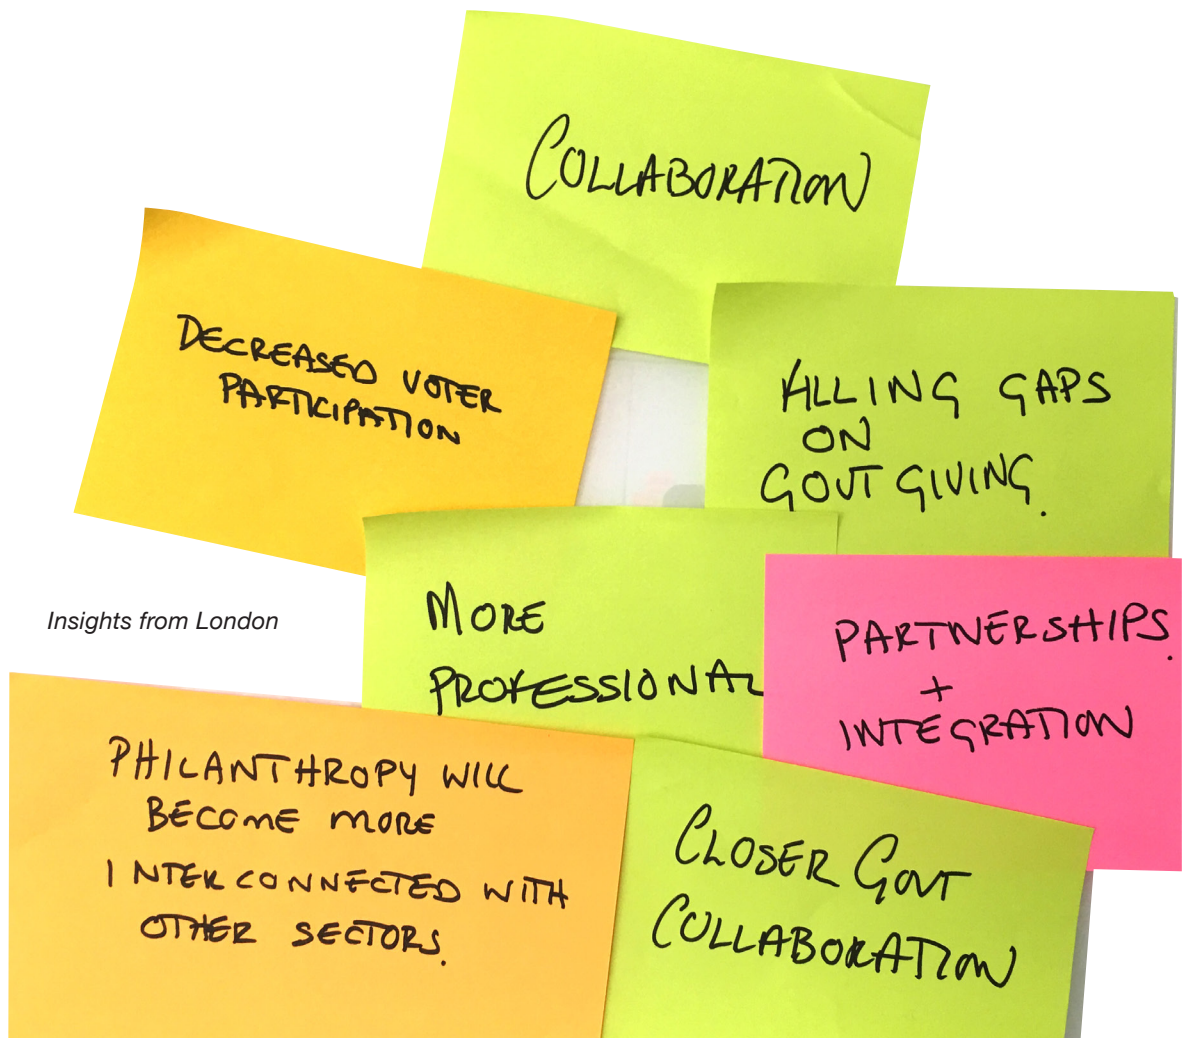 COLLABORATION
DECREASED VOTER
PARTICIPATION
FILLING GAPS
ON
GOVT GIVING.
MORE
PROFESSIONAL
PARTNERSHIPS.
+
INTEGRATION
Insights from London
PHILANTHROPY WILL
BECOME MORE
INTERCONNECTED WITH
OTHER SECTORS.
CLOSER GOVT
COLLABORATION